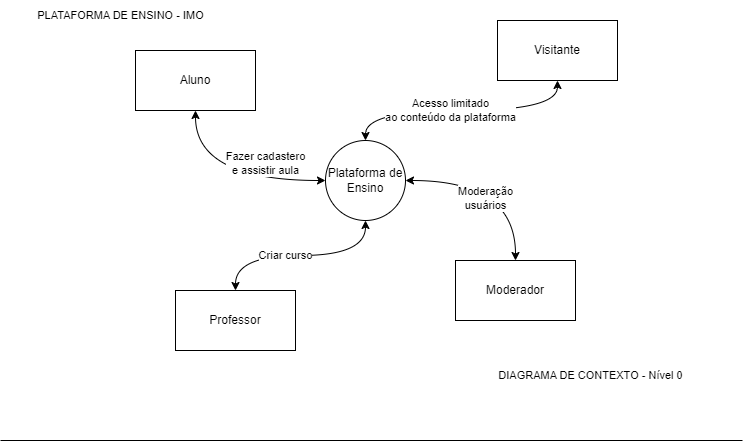 PLATAFORMA DE ENSINO - IMO
Visitante
Aluno
Acesso limitado
ao conteúdo da plataforma
Fazer cadastero
e assistir aula
Plataforma de
Ensino
Moderação
usuários
Criar curso
Moderador
Professor
DIAGRAMA DE CONTEXTO - Nível 0